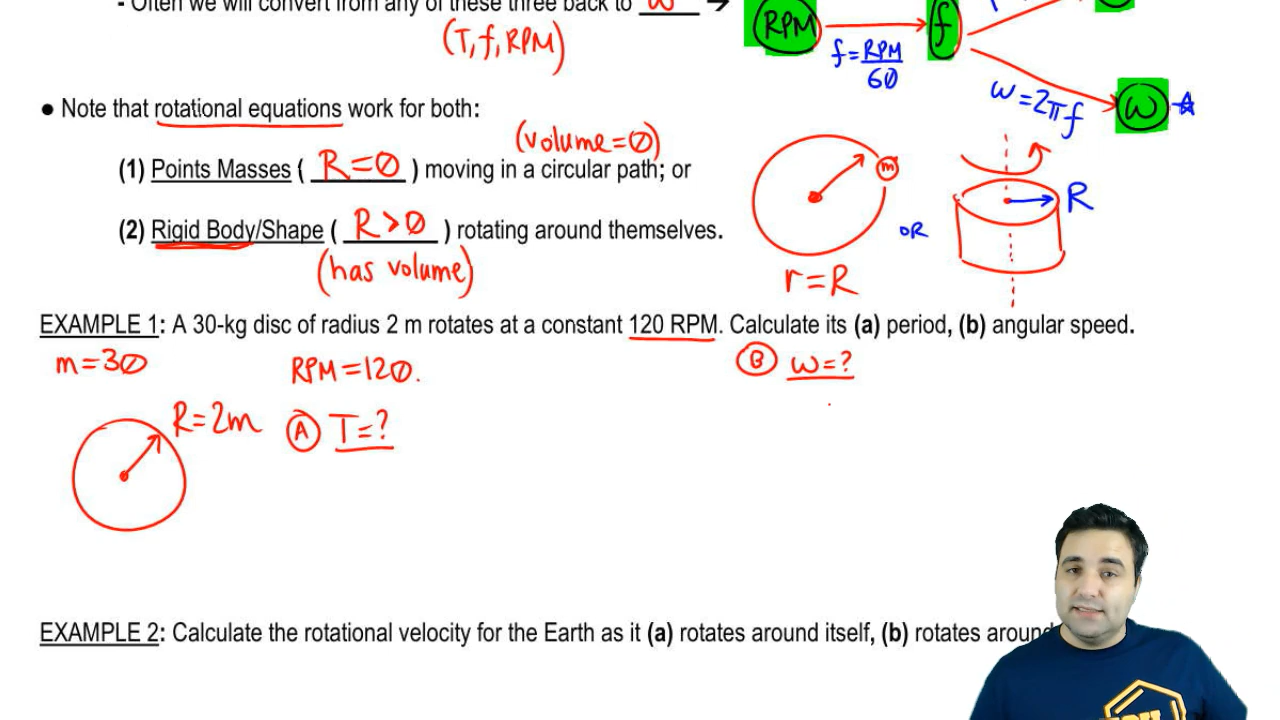 - Often we will convert from any of these three back to ω →
(T, f, RPM)
RPM
f = RPM/60
f
ω = 2πf
ω
● Note that rotational equations work for both:
(volume=0)
(1) Points Masses ( R=0 ) moving in a circular path; or
m
(2) Rigid Body/Shape ( R>0 ) rotating around themselves.
(has volume)
r=R
OR
R
EXAMPLE 1: A 30-kg disc of radius 2 m rotates at a constant 120 RPM. Calculate its (a) period, (b) angular speed.
m=30
RPM=120.
B ω=?
R=2m
A T=?
EXAMPLE 2: Calculate the rotational velocity for the Earth as it (a) rotates around itself, (b) rotates around